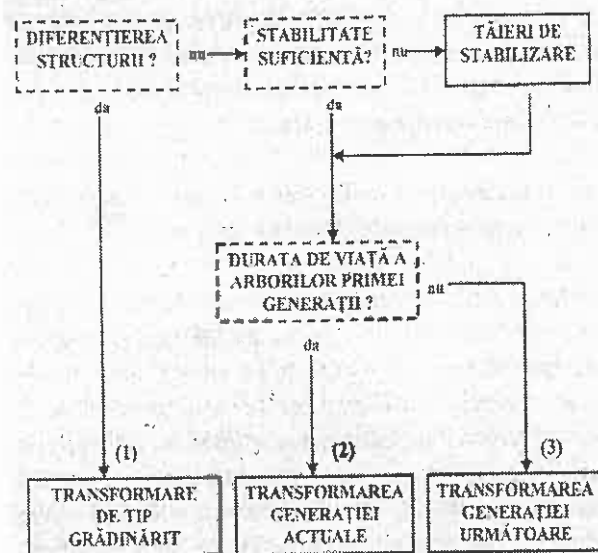 DIFERENȚIEREA
STRUCTURII ?
nu
STABILITATE
SUFICIENTĂ?
nu
TĂIERI DE
STABILIZARE
da
da
DURATA DE VIAȚĂ A
ARBORILOR PRIMEI
GENERAȚII ?
nu
da
(1)
(2)
(3)
TRANSFORMARE
DE TIP
GRĂDINĂRIT
TRANSFORMAREA
GENERAȚIEI
ACTUALE
TRANSFORMAREA
GENERAȚIEI
URMĂTOARE